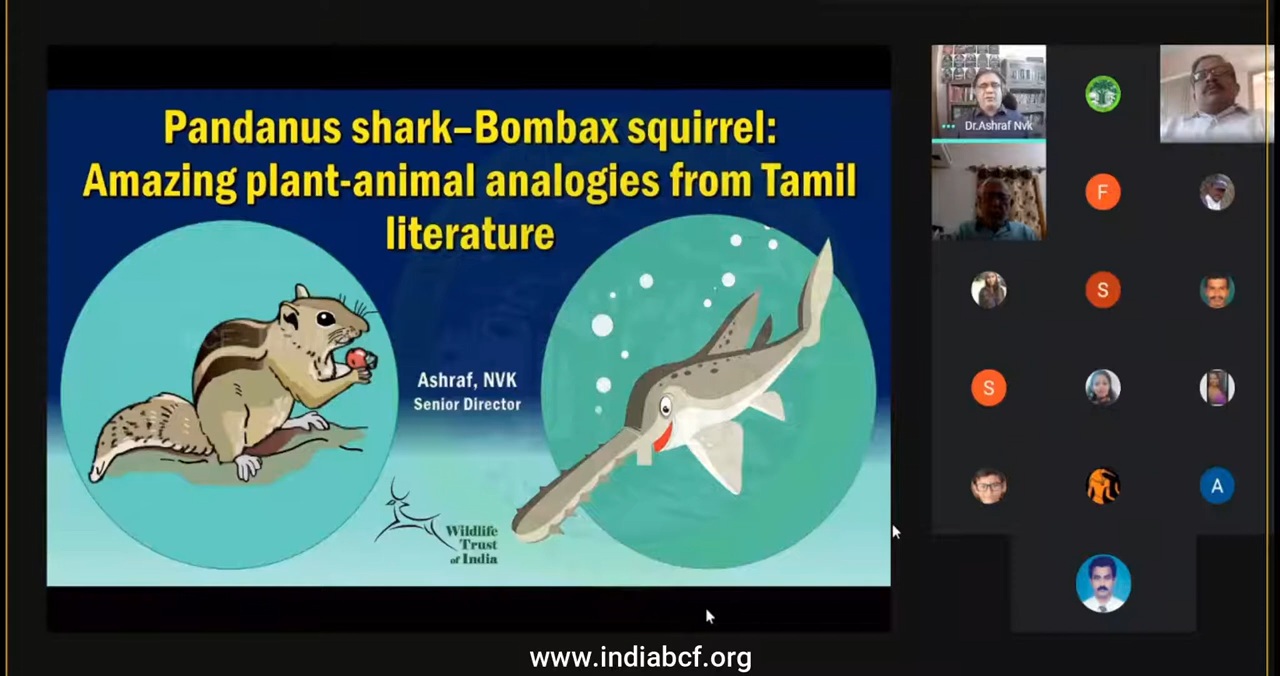 Pandanus shark–Bombax squirrel:
Amazing plant-animal analogies from Tamil
literature
Ashraf, NVK
Senior Director
Wildlife
Trust
of India
Dr.Ashraf Nvk
F
S
S
A
www.indiabcf.org